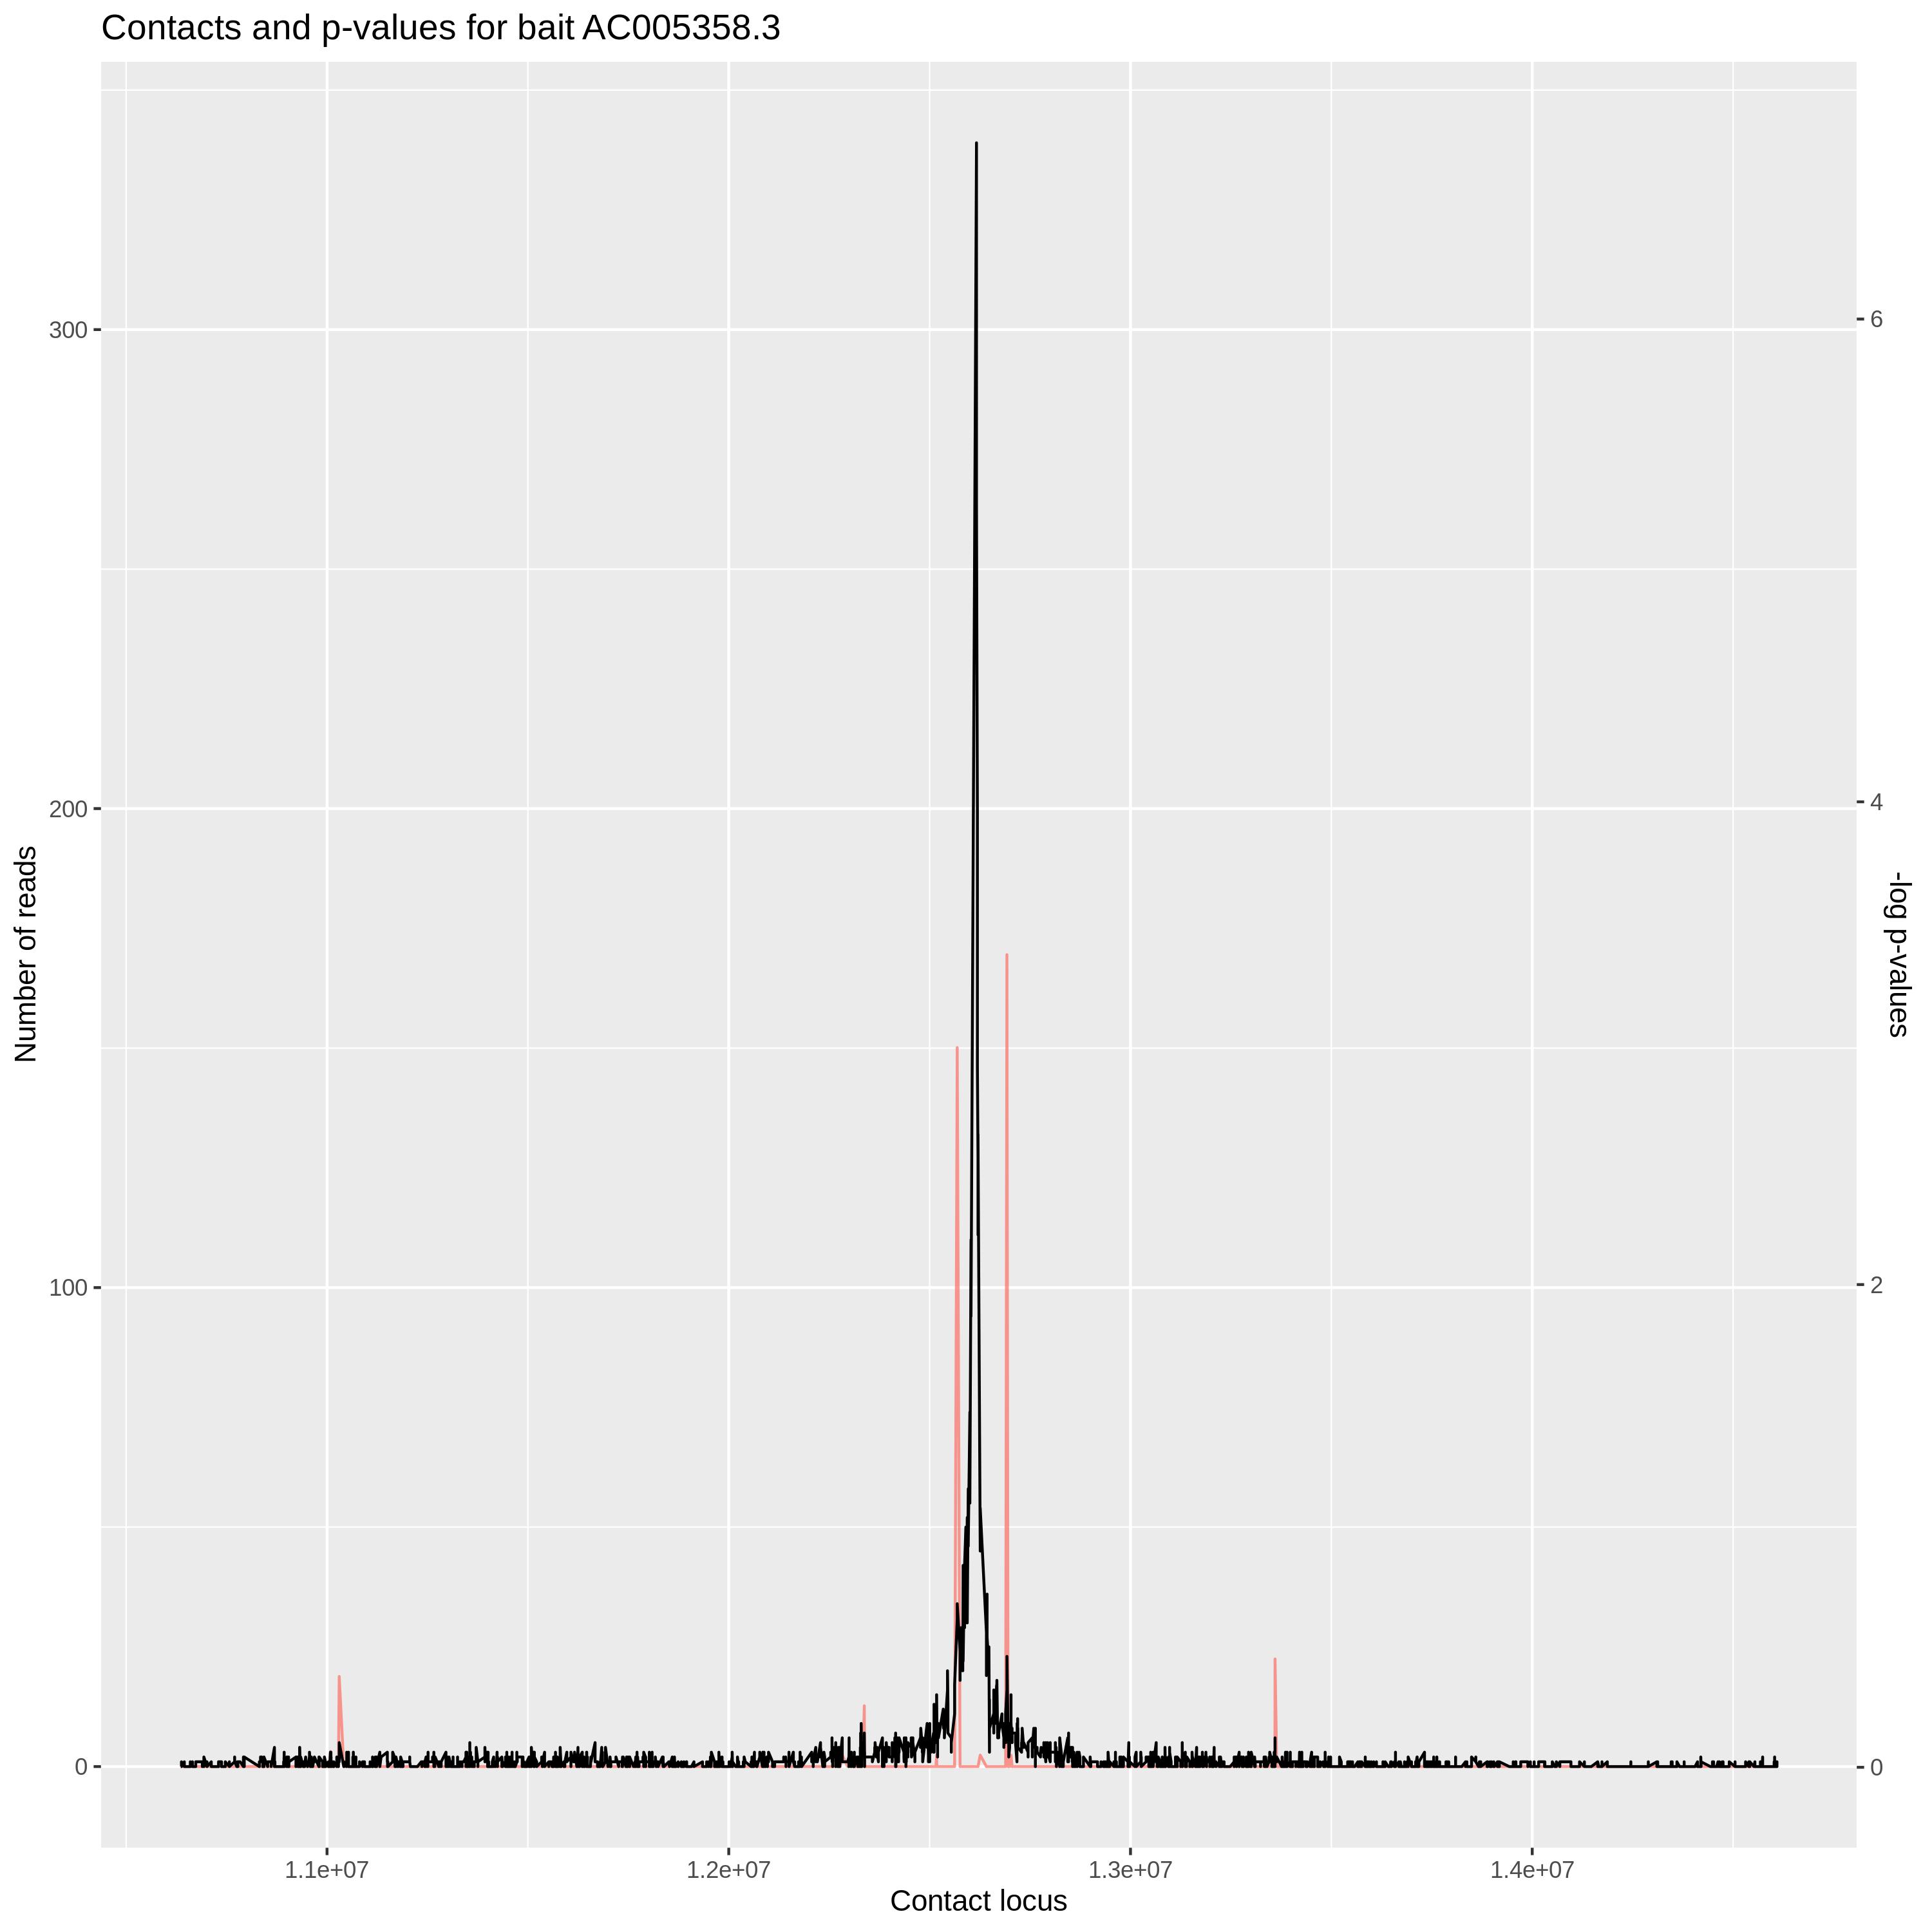 Contacts and p-values for bait AC005358.3
300
200
100
0
6
4
2
0
Number of reads
-log p-values
1.1e+07
1.2e+07
1.3e+07
1.4e+07
Contact locus